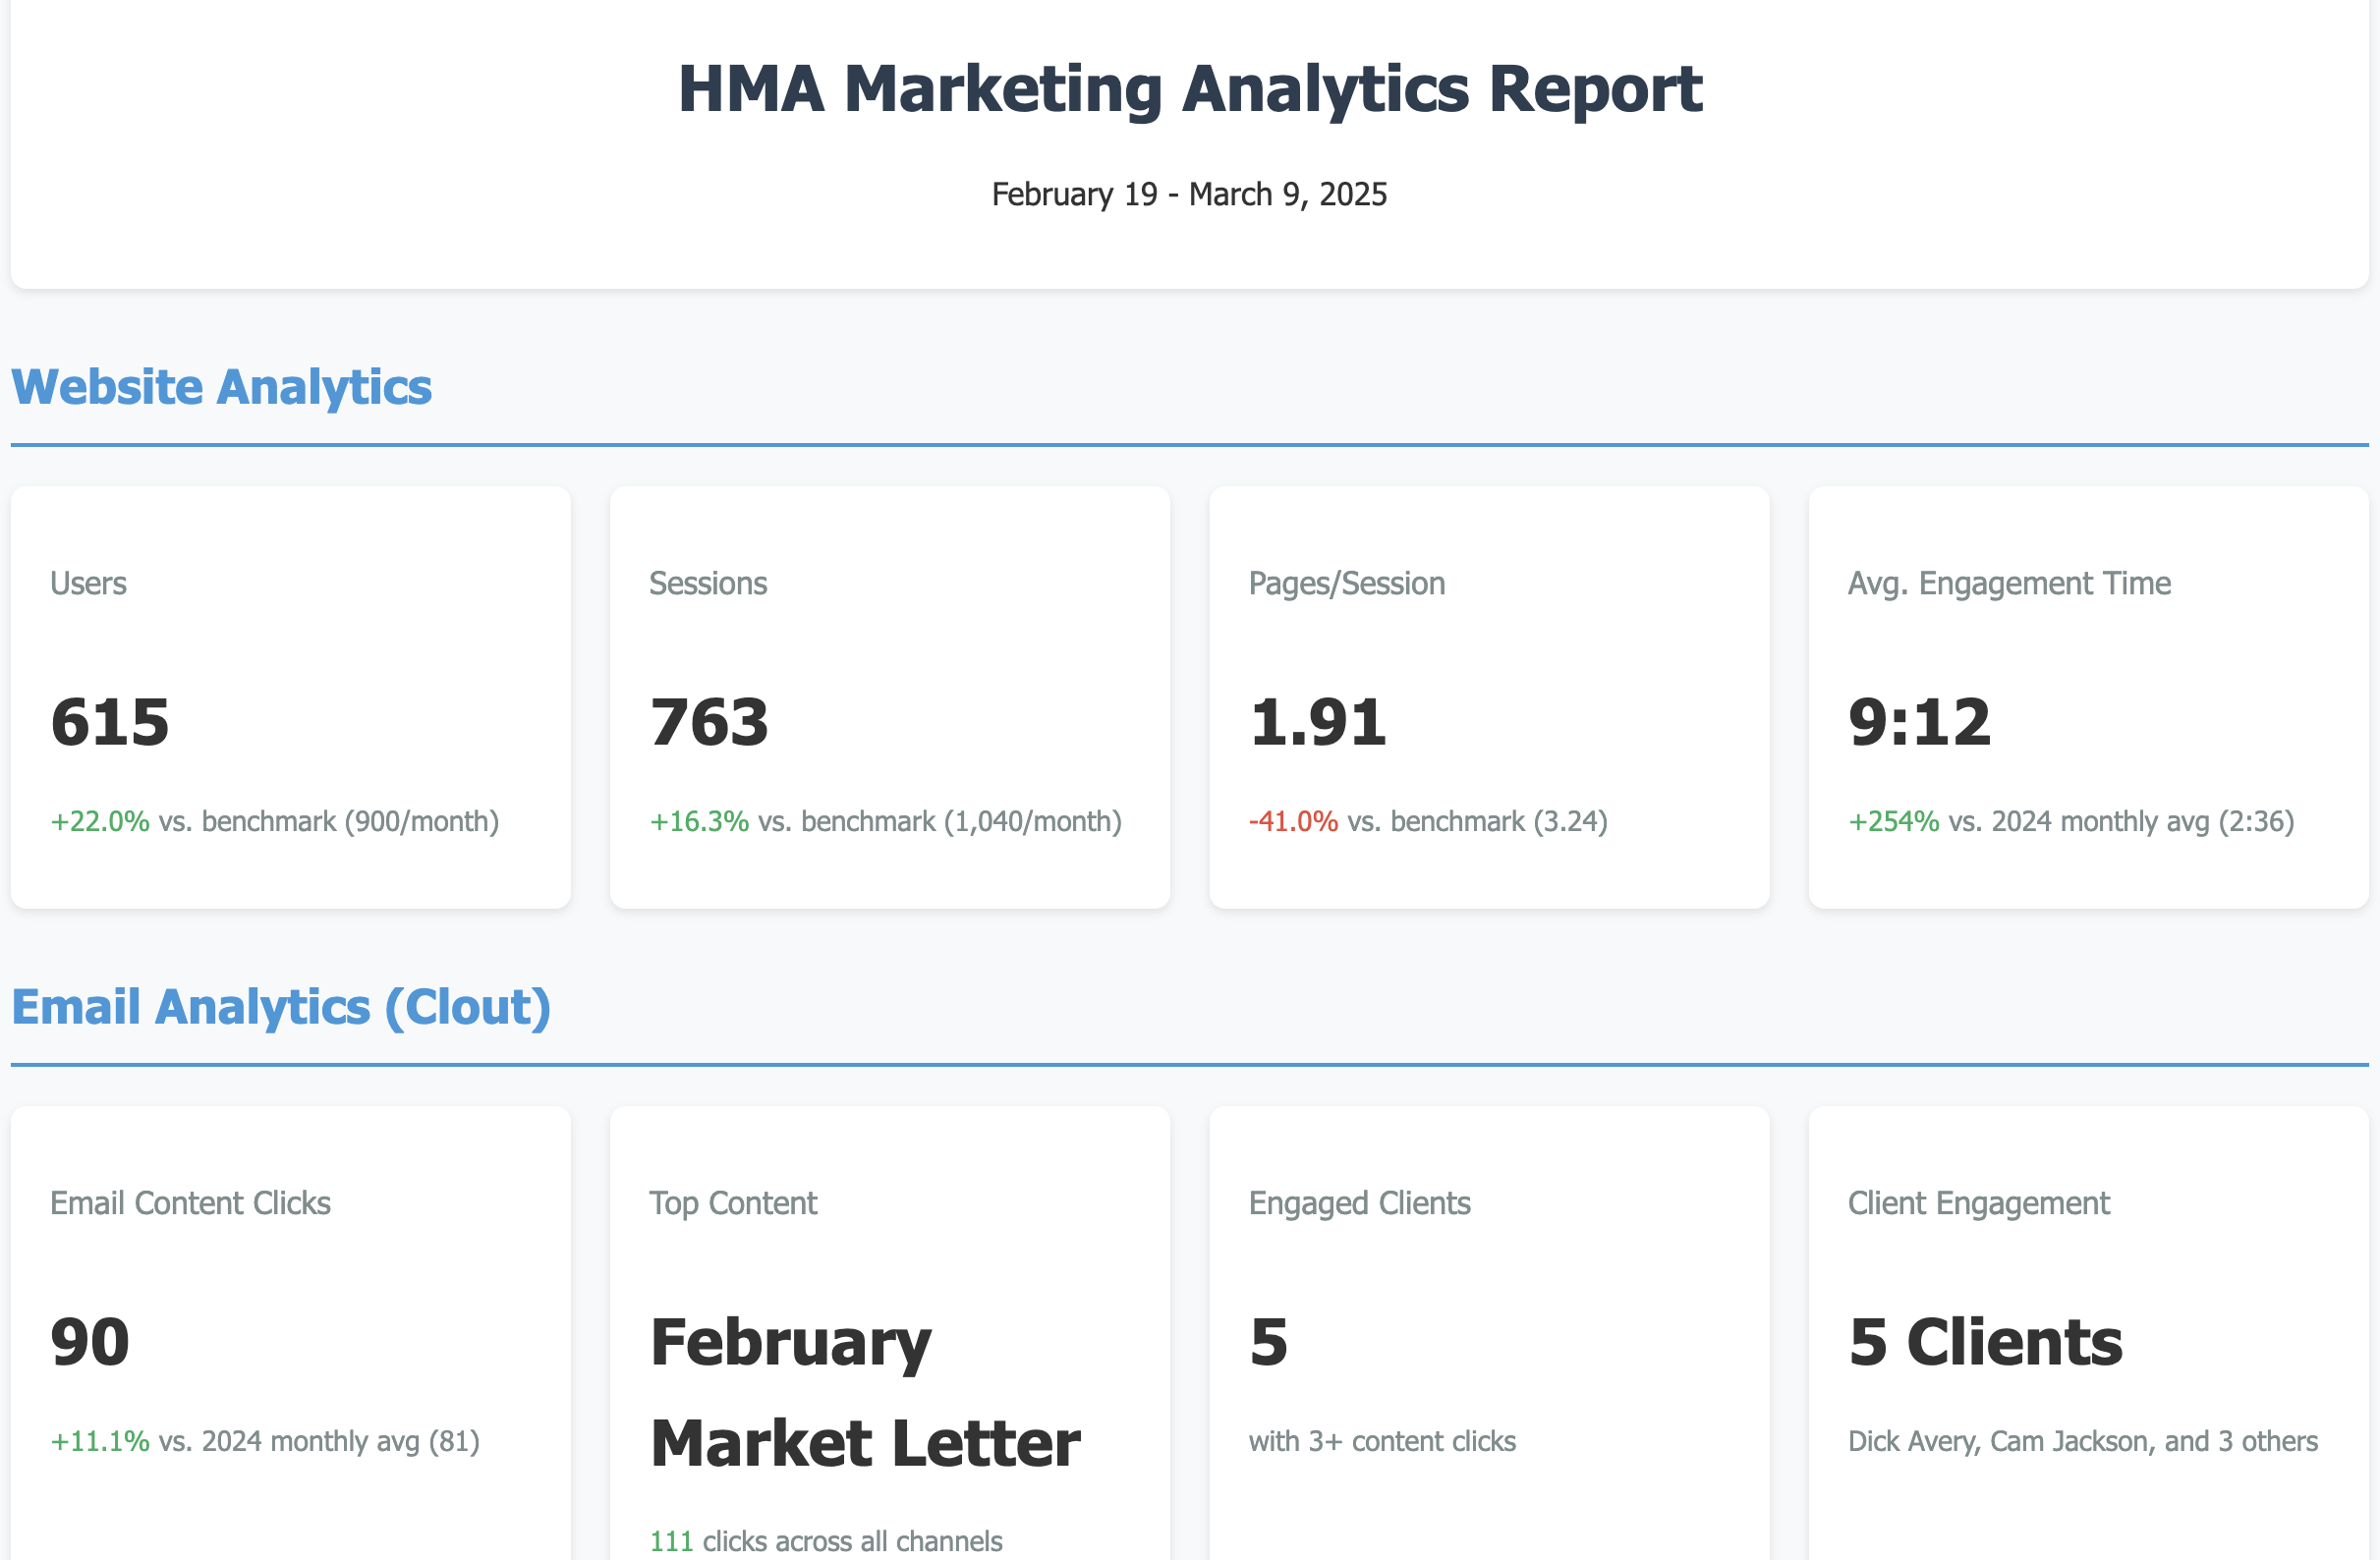 HMA Marketing Analytics Report
February 19 - March 9, 2025
Website Analytics
Users
615
+22.0% vs. benchmark (900/month)
Sessions
763
+16.3% vs. benchmark (1,040/month)
Pages/Session
1.91
-41.0% vs. benchmark (3.24)
Avg. Engagement Time
9:12
+254% vs. 2024 monthly avg (2:36)
Email Analytics (Clout)
Email Content Clicks
90
+11.1% vs. 2024 monthly avg (81)
Top Content
February
Market Letter
111 clicks across all channels
Engaged Clients
5
with 3+ content clicks
Client Engagement
5 Clients
Dick Avery, Cam Jackson, and 3 others